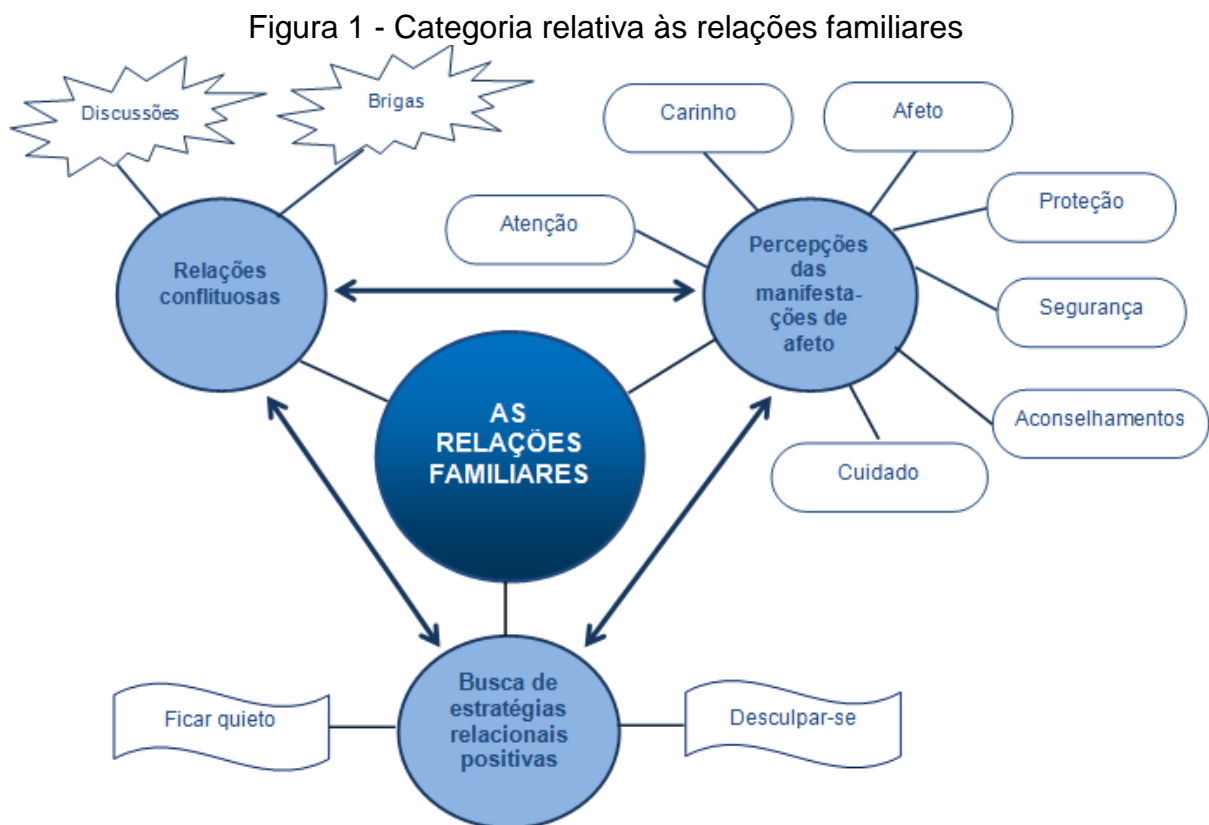 Figura 1 - Categoria relativa às relações familiares
Discussões
Brigas
Carinho
Afeto
Atenção
Proteção
Relações
conflituosas
Percepções
das
manifesta-
ções de
afeto
Segurança
AS
RELAÇÕES
FAMILIARES
Aconselhamentos
Cuidado
Busca de
estratégias
relacionais
positivas
Ficar quieto
Desculpar-se